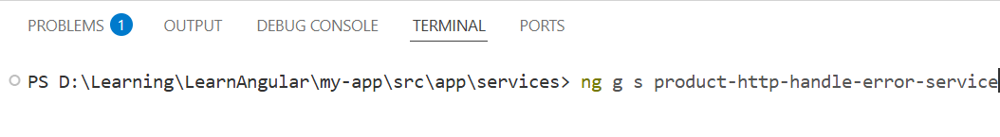 PROBLEMS 1 OUTPUT DEBUG CONSOLE TERMINAL PORTS
PS D:\Learning\LearnAngular\my-app\src\app\services> ng g s product-http-handle-error-service